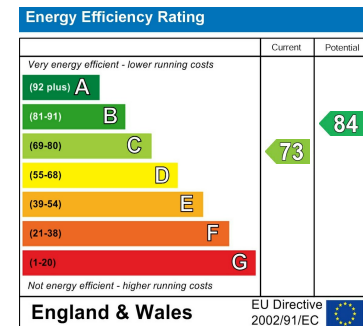 Energy Efficiency Rating
Current Potential
Very energy efficient - lower running costs
(92 plus) A
(81-91) B
(69-80) C
(55-68) D
(39-54) E
(21-38) F
(1-20) G
73
84
Not energy efficient - higher running costs
England & Wales
EU Directive
2002/91/EC